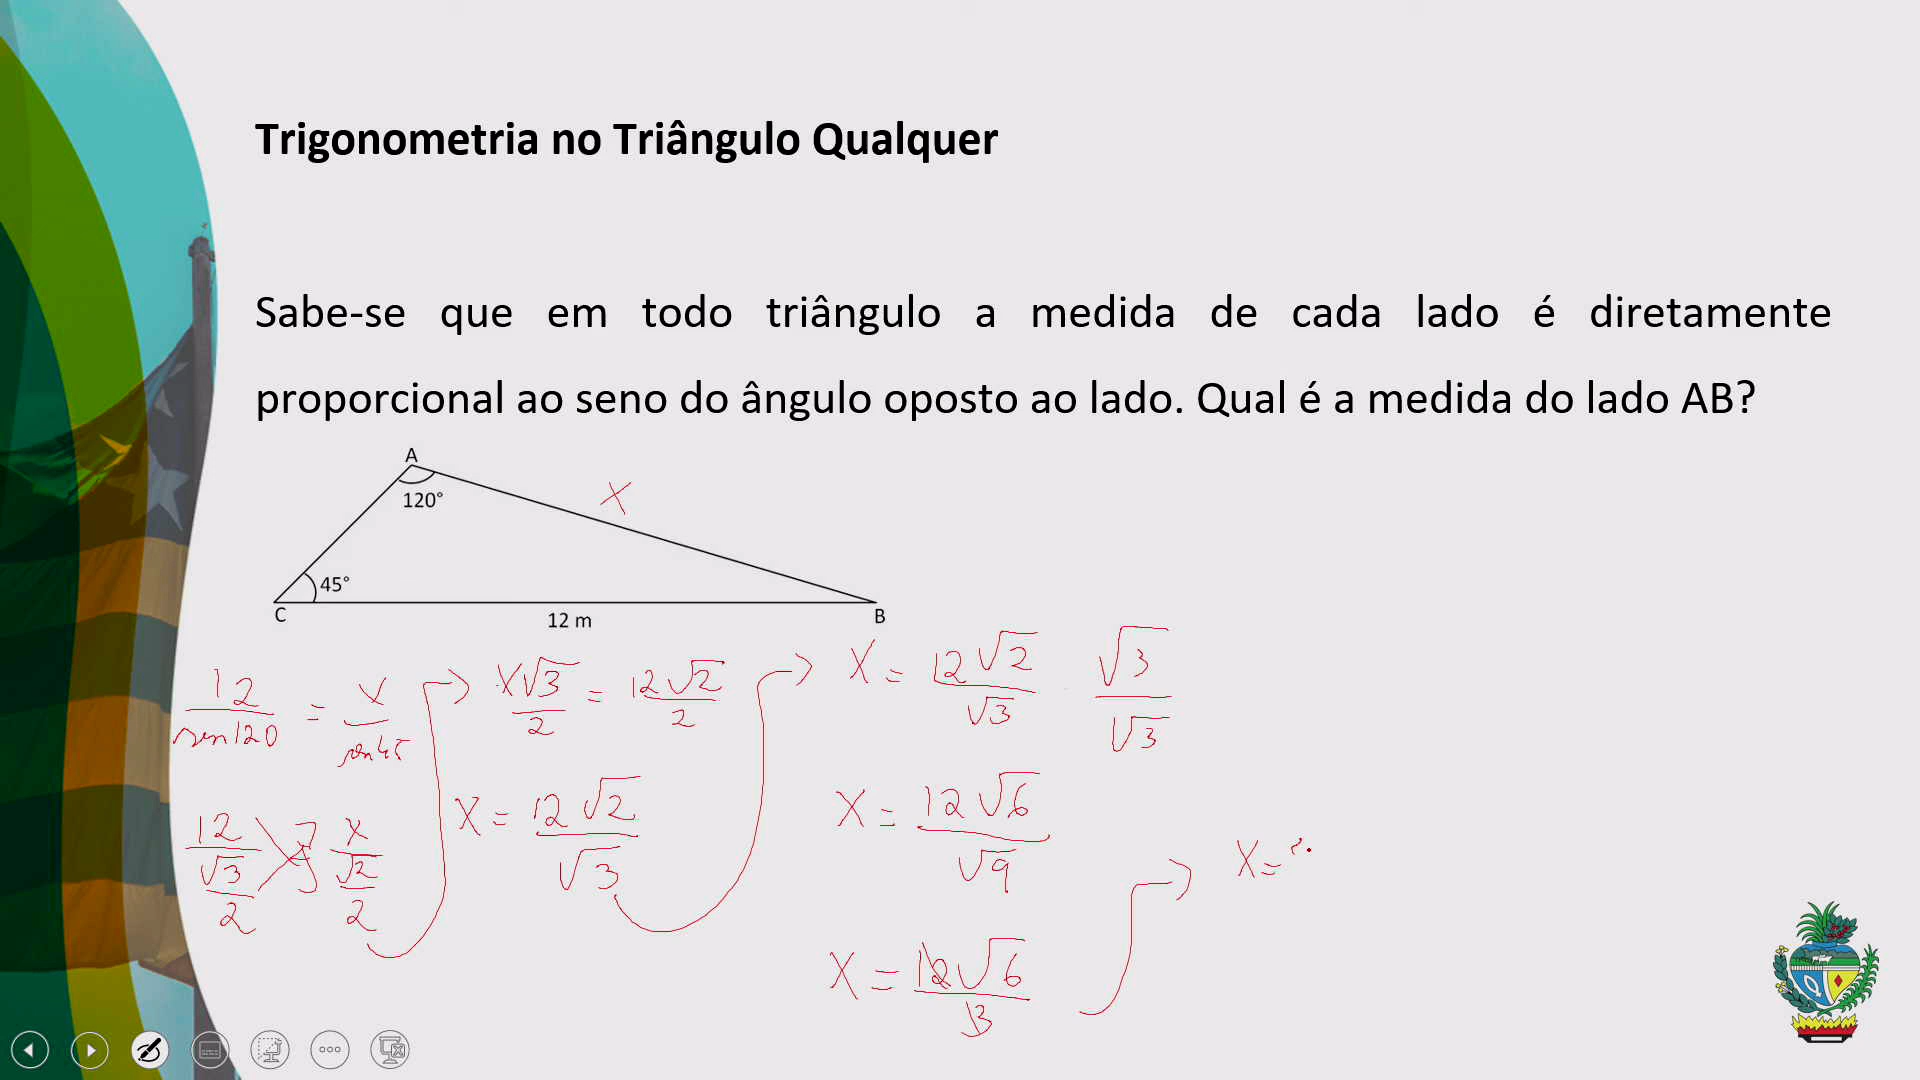 Trigonometria no Triângulo Qualquer
Sabe-se que em todo triângulo a medida de cada lado é diretamente
proporcional ao seno do ângulo oposto ao lado. Qual é a medida do lado AB?
A
120°
x
45°
C
12 m
B
12/sen120 = x/sen45
12/(√3/2) x/(√2/2)
x√3/2 = 12√2/2
x = 12√2/√3
x = 12√2/√3 · √3/√3
x = 12√6/√9
x = 12√6/3
x =